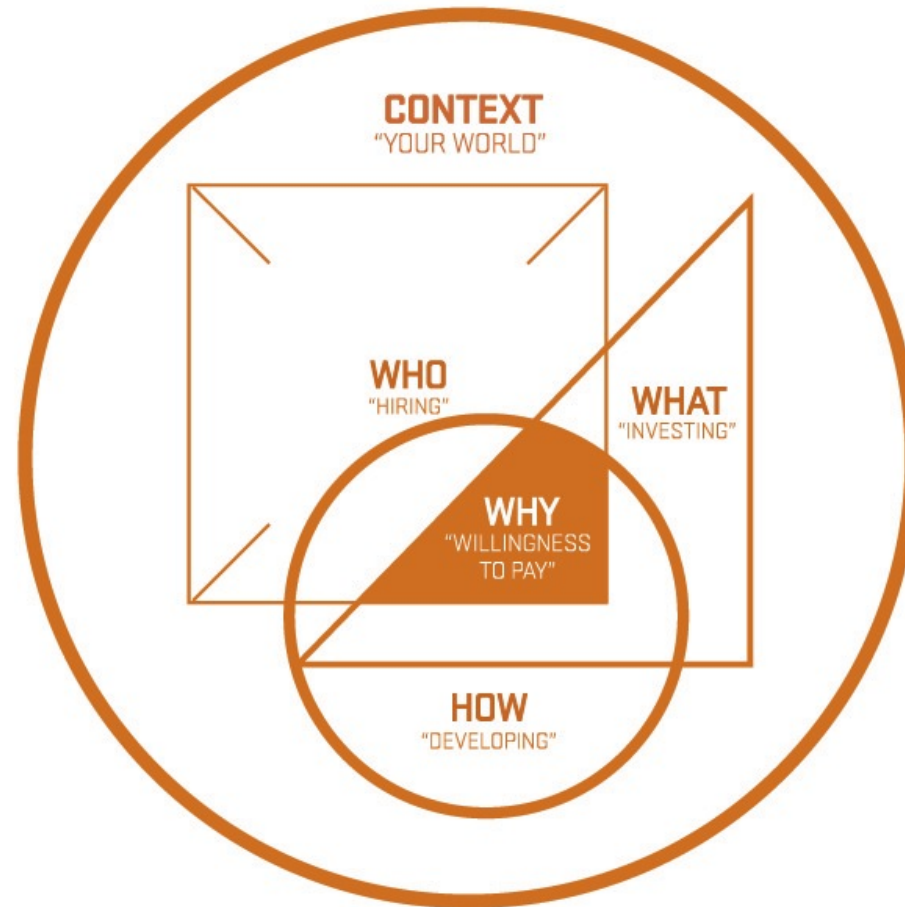 CONTEXT
“YOUR WORLD”
WHO
“HIRING”
WHAT
“INVESTING”
WHY
“WILLINGNESS
TO PAY”
HOW
“DEVELOPING”